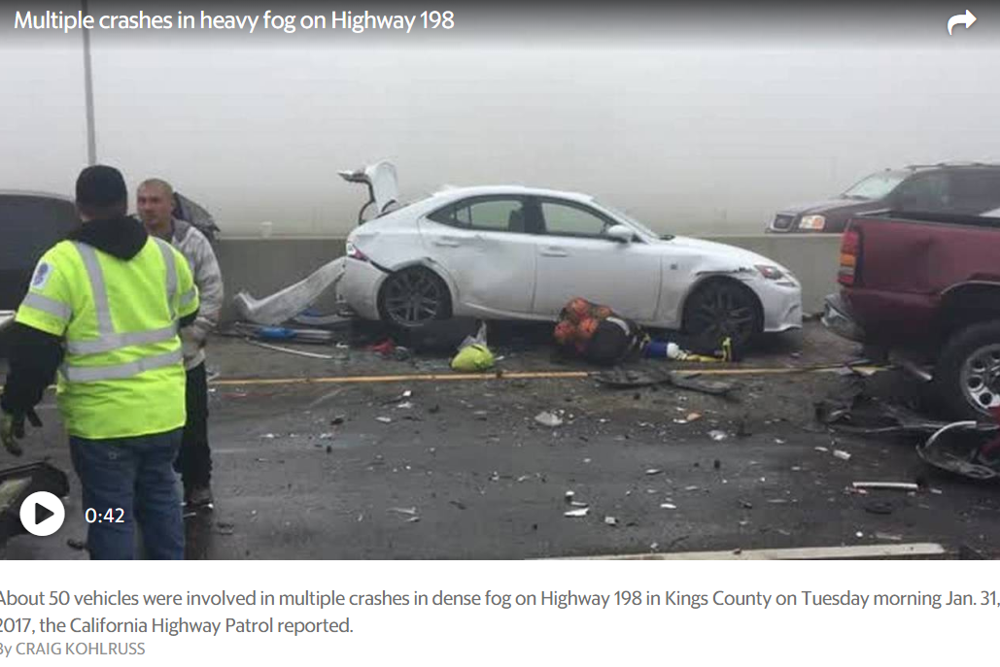 Multiple crashes in heavy fog on Highway 198
0:42
About 50 vehicles were involved in multiple crashes in dense fog on Highway 198 in Kings County on Tuesday morning Jan. 31,
2017, the California Highway Patrol reported.
By CRAIG KOHLRUSS